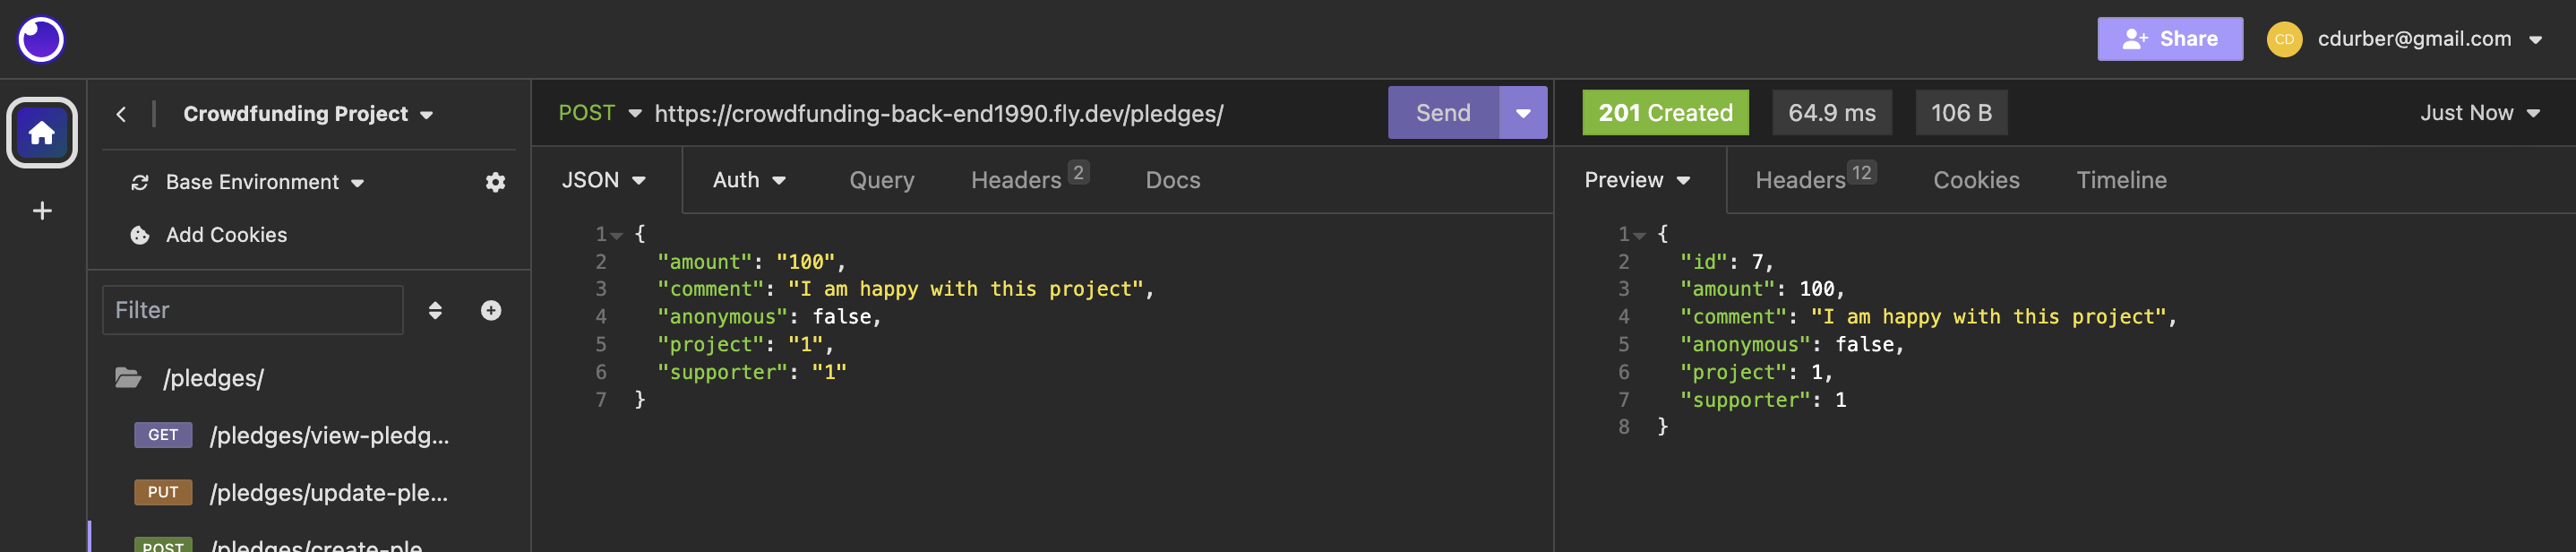 Share
CD
cdurber@gmail.com
Crowdfunding Project
Base Environment
Add Cookies
Filter
/pledges/
GET /pledges/view-pledg...
PUT /pledges/update-ple...
POST /pledges/create-ple
POST https://crowdfunding-back-end1990.fly.dev/pledges/
Send
JSON Auth Query Headers 2 Docs
1 {
2 "amount": "100",
3 "comment": "I am happy with this project",
4 "anonymous": false,
5 "project": "1",
6 "supporter": "1"
7 }
201 Created 64.9 ms 106 B Just Now
Preview Headers 12 Cookies Timeline
1 {
2 "id": 7,
3 "amount": 100,
4 "comment": "I am happy with this project",
5 "anonymous": false,
6 "project": 1,
7 "supporter": 1
8 }